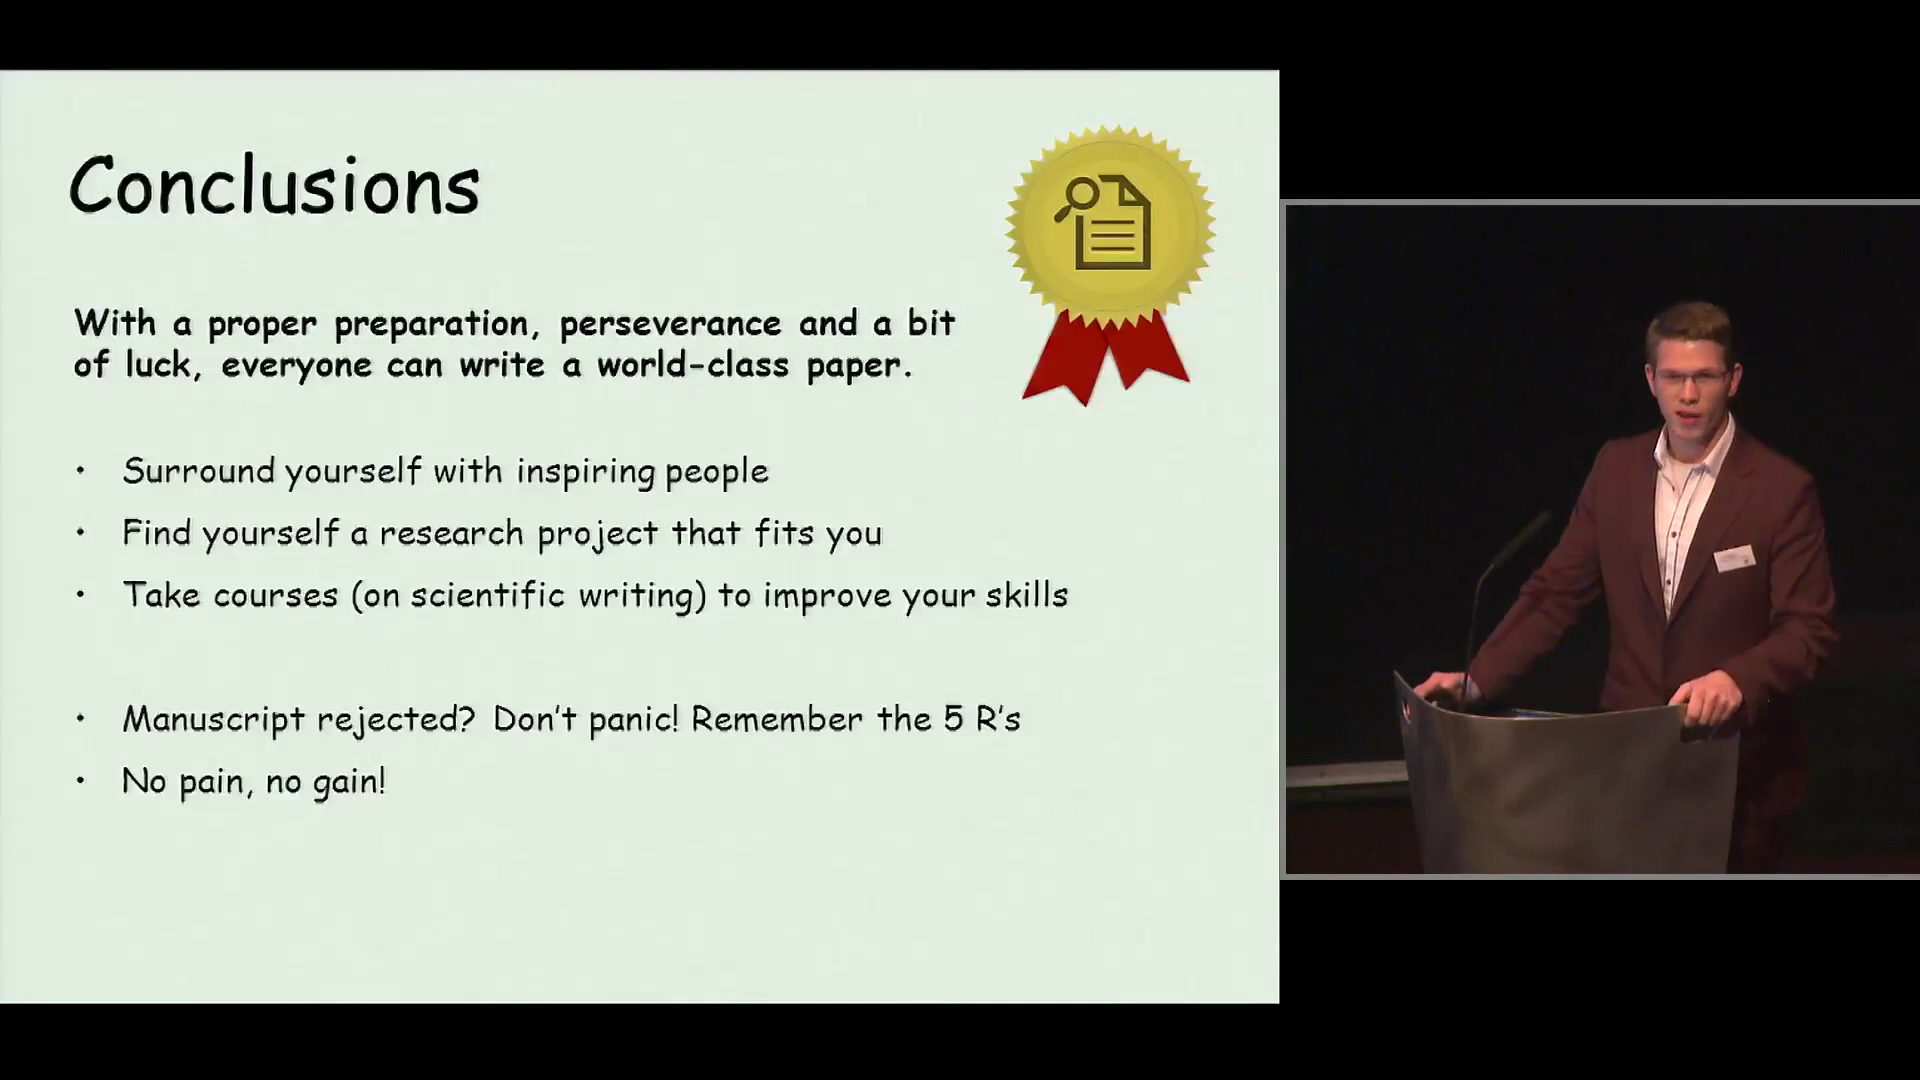 Conclusions
With a proper preparation, perseverance and a bit
of luck, everyone can write a world-class paper.
• Surround yourself with inspiring people
• Find yourself a research project that fits you
• Take courses (on scientific writing) to improve your skills
• Manuscript rejected? Don't panic! Remember the 5 R's
• No pain, no gain!